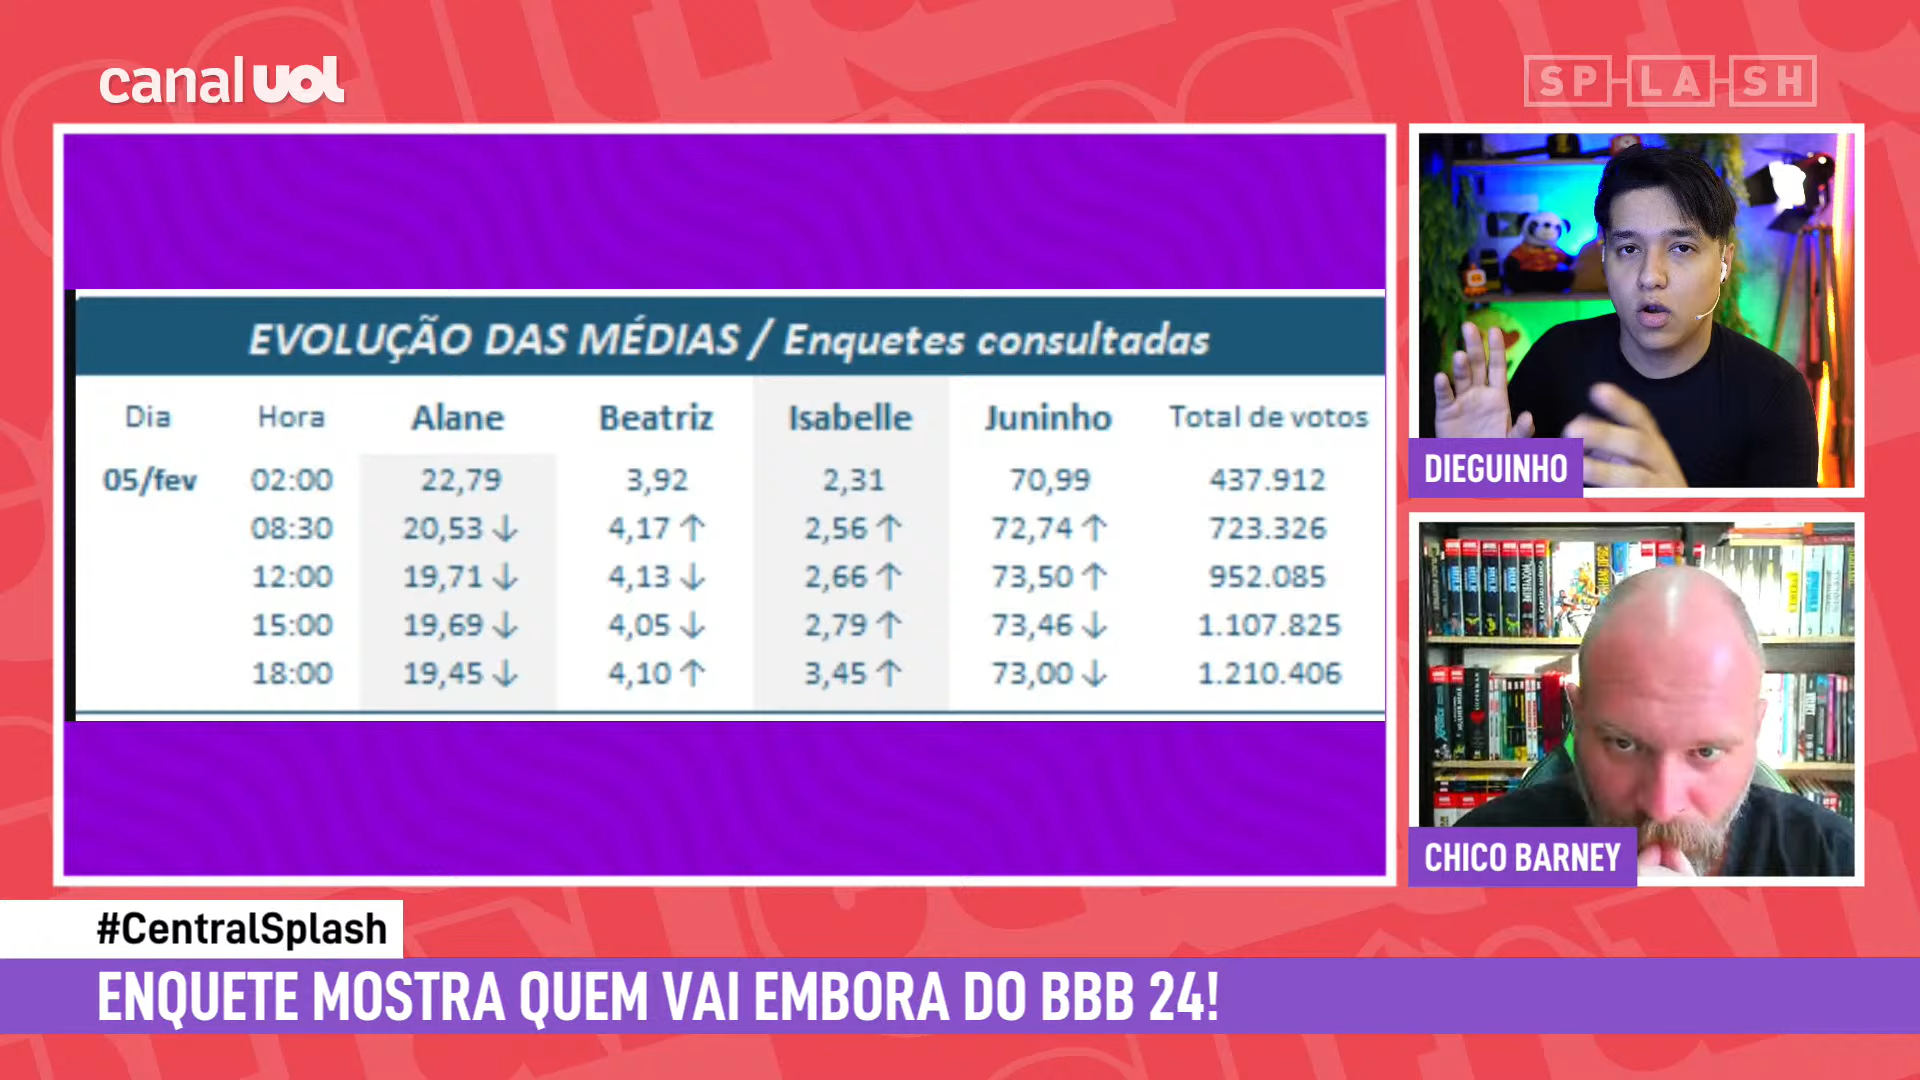 canal UOL
SPLASH
EVOLUÇÃO DAS MÉDIAS / Enquetes consultadas
Dia Hora Alane Beatriz Isabelle Juninho Total de votos
05/fev 02:00 22,79 3,92 2,31 70,99 437.912
08:30 20,53 ↓ 4,17 ↑ 2,56 ↑ 72,74 ↑ 723.326
12:00 19,71 ↓ 4,13 ↓ 2,66 ↑ 73,50 ↑ 952.085
15:00 19,69 ↓ 4,05 ↓ 2,79 ↑ 73,46 ↓ 1.107.825
18:00 19,45 ↓ 4,10 ↑ 3,45 ↑ 73,00 ↓ 1.210.406
DIEGUINHO
CHICO BARNEY
#CentralSplash
ENQUETE MOSTRA QUEM VAI EMBORA DO BBB 24!